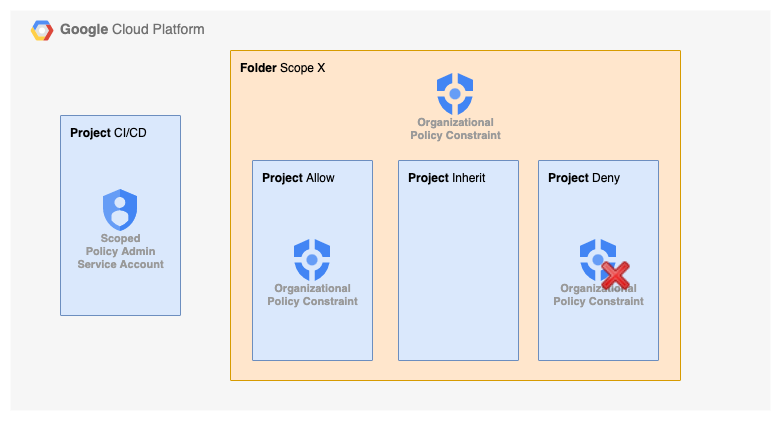 Google Cloud Platform
Folder Scope X
Organizational
Policy Constraint
Project CI/CD
Scoped
Policy Admin
Service Account
Project Allow
Organizational
Policy Constraint
Project Inherit
Project Deny
Organizational
Policy Constraint